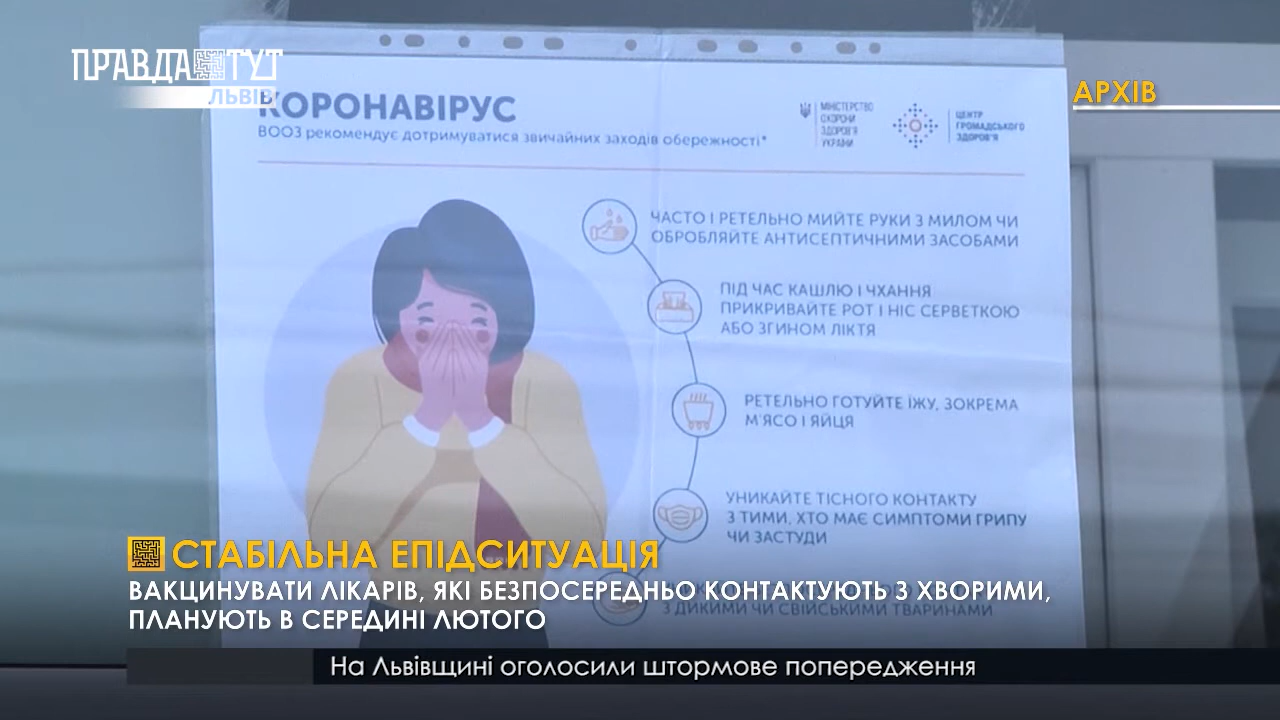 ПРАВДА ТУТ
ЛЬВІВ
АРХІВ
КОРОНАВІРУС
ВООЗ рекомендує дотримуватися звичайних заходів обережності*
МІНІСТЕРСТВО
ОХОРОНИ
ЗДОРОВ'Я
УКРАЇНИ
ЦЕНТР
ГРОМАДСЬКОГО
ЗДОРОВ'Я
ЧАСТО І РЕТЕЛЬНО МИЙТЕ РУКИ З МИЛОМ ЧИ
ОБРОБЛЯЙТЕ АНТИСЕПТИЧНИМИ ЗАСОБАМИ
ПІД ЧАС КАШЛЮ І ЧХАННЯ
ПРИКРИВАЙТЕ РОТ І НІС СЕРВЕТКОЮ
АБО ЗГИНОМ ЛІКТЯ
РЕТЕЛЬНО ГОТУЙТЕ ЇЖУ, ЗОКРЕМА
М'ЯСО І ЯЙЦЯ
УНИКАЙТЕ ТІСНОГО КОНТАКТУ
З ТИМИ, ХТО МАЄ СИМПТОМИ ГРИПУ
ЧИ ЗАСТУДИ
З ДИКИМИ ЧИ СВІЙСЬКИМИ ТВАРИНАМИ
СТАБІЛЬНА ЕПІДСИТУАЦІЯ
ВАКЦИНУВАТИ ЛІКАРІВ, ЯКІ БЕЗПОСЕРЕДНЬО КОНТАКТУЮТЬ З ХВОРИМИ,
ПЛАНУЮТЬ В СЕРЕДИНІ ЛЮТОГО
На Львівщині оголосили штормове попередження